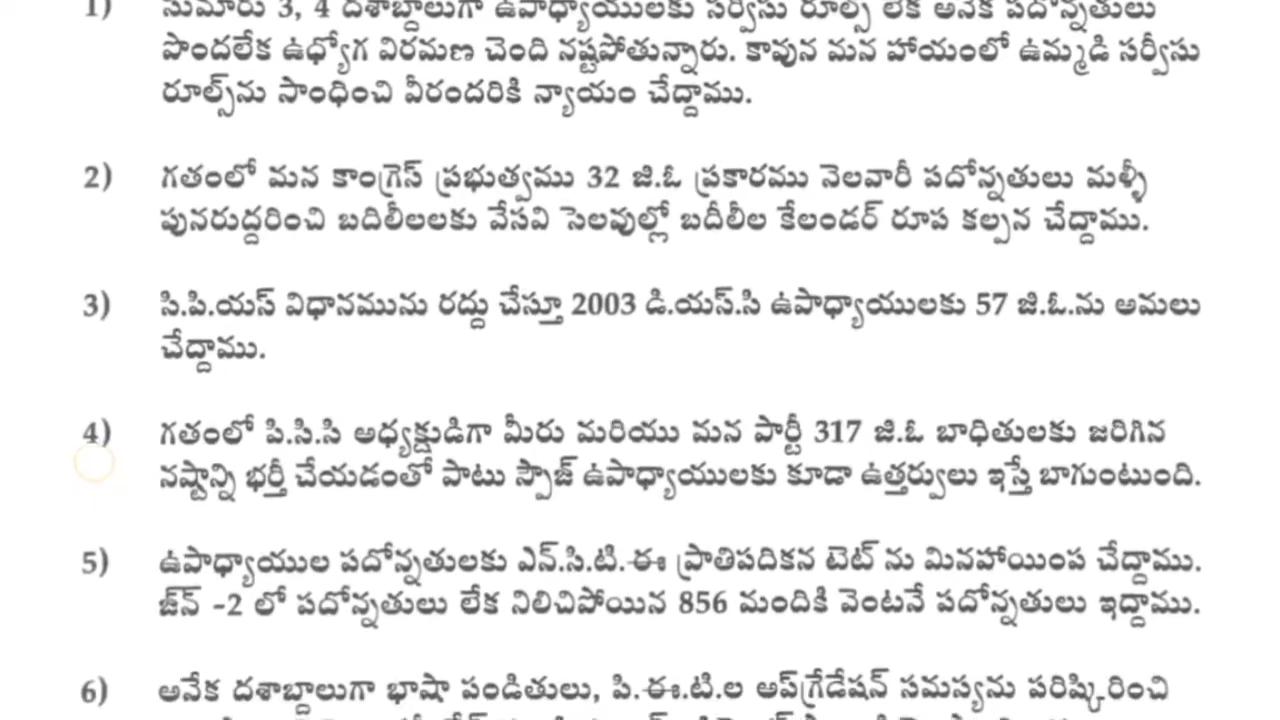 1) సుమారు 3, 4 దశాబ్దాలుగా ఉపాధ్యాయులకు సర్వీసు రూల్స్ లేక అనేక పదోన్నతులు
పొందలేక ఉధ్యోగ విరమణ చెంది నష్టపోతున్నారు. కావున మన హాయంలో ఉమ్మడి సర్వీసు
రూల్స్‌ను సాంధించి వీరందరికి న్యాయం చేద్దాము.
2) గతంలో మన కాంగ్రెస్ ప్రభుత్వము 32 జి.ఓ ప్రకారము నెలవారీ పదోన్నతులు మళ్ళీ
పునరుద్దరించి బదిలీలలకు వేసవి సెలవుల్లో బదీలీల కేలండర్ రూప కల్పన చేద్దాము.
3) సి.పి.యస్ విధానమును రద్దు చేస్తూ 2003 డి.యస్.సి ఉపాధ్యాయులకు 57 జి.ఓ.ను అమలు
చేద్దాము.
4) గతంలో పి.సి.సి అధ్యక్షుడిగా మీరు మరియు మన పార్టీ 317 జి.ఓ బాధితులకు జరిగిన
నష్టాన్ని భర్తీ చేయడంతో పాటు స్పౌజ్ ఉపాధ్యాయులకు కూడా ఉత్తర్వులు ఇస్తే బాగుంటుంది.
5) ఉపాధ్యాయుల పదోన్నతులకు ఎన్.సి.టి.ఈ ప్రాతిపదికన టెట్ ను మినహాయింప చేద్దాము.
జ్‌న్ -2 లో పదోన్నతులు లేక నిలిచిపోయిన 856 మందికి వెంటనే పదోన్నతులు ఇద్దాము.
6) అనేక దశాబ్దాలుగా భాషా పండితులు, పి.ఈ.టి.ల అప్‌గ్రేడేషన్ సమస్యను పరిష్కిరించి